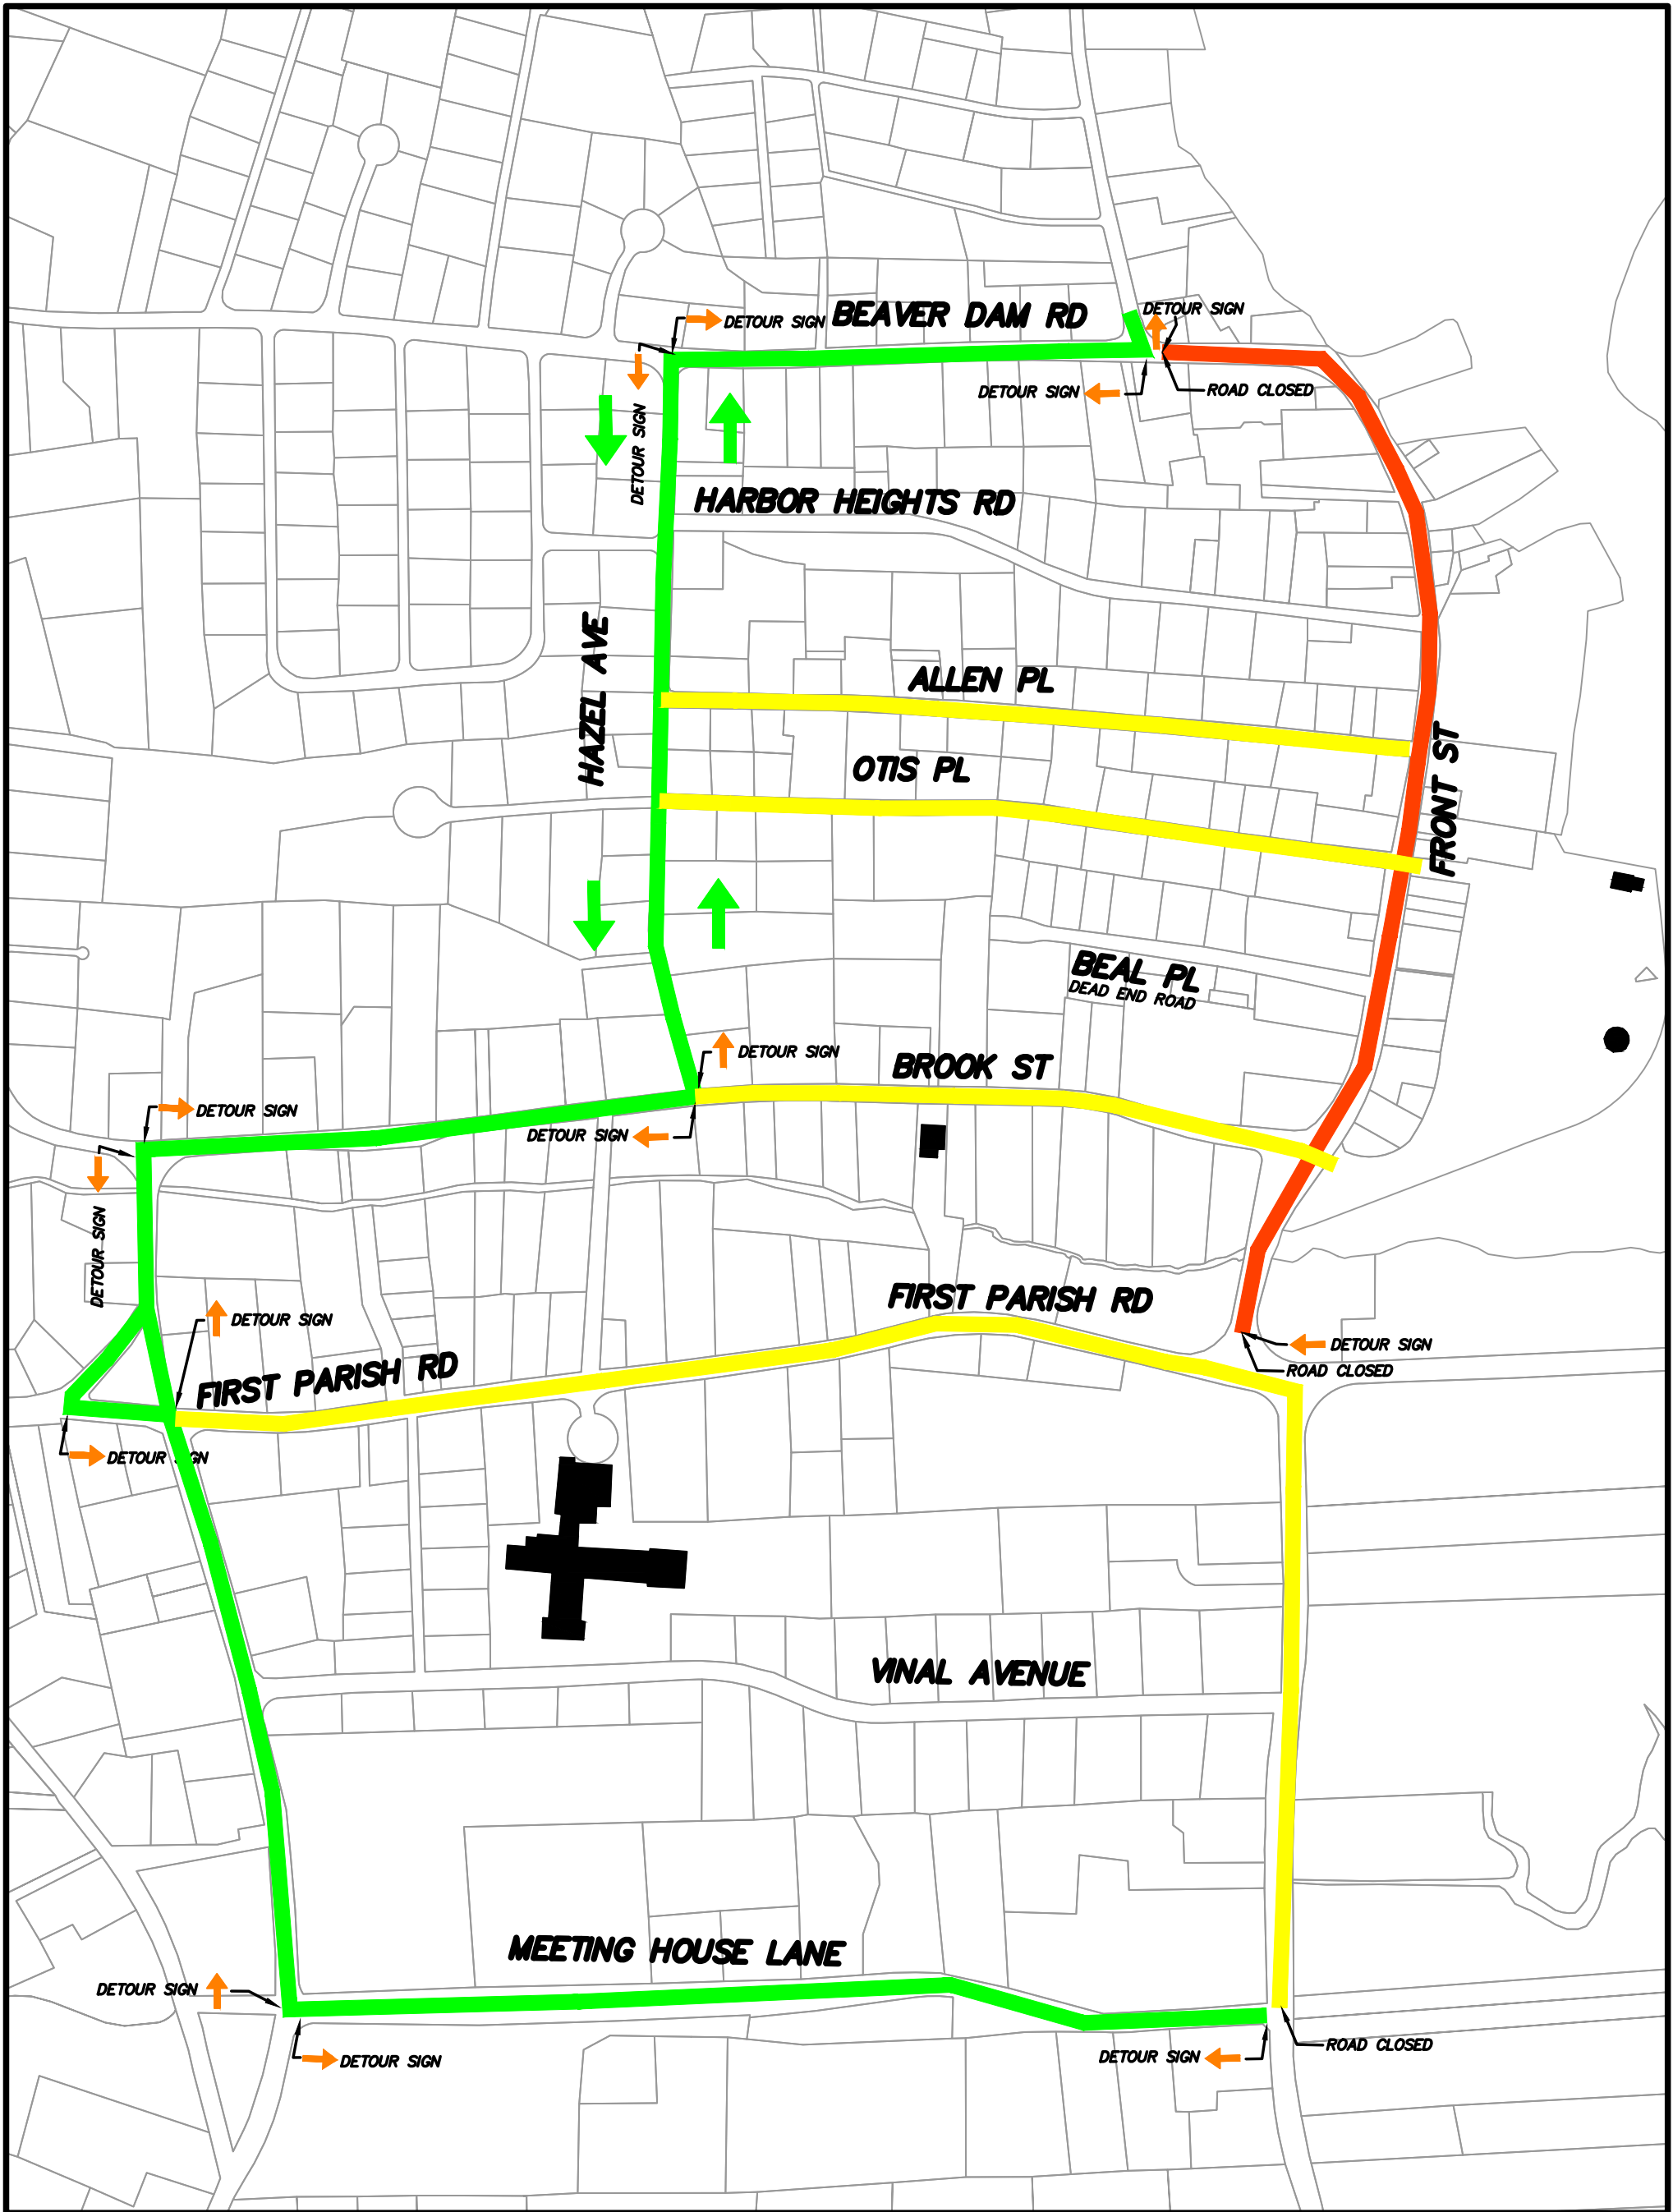 DETOUR SIGN
BEAVER DAM RD
DETOUR SIGN
DETOUR SIGN
ROAD CLOSED
DETOUR SIGN
HARBOR HEIGHTS RD
HAZEL AVE
ALLEN PL
FRONT ST
OTIS PL
BEAL PL
DEAD END ROAD
DETOUR SIGN
BROOK ST
DETOUR SIGN
DETOUR SIGN
DETOUR SIGN
FIRST PARISH RD
DETOUR SIGN
DETOUR SIGN
ROAD CLOSED
FIRST PARISH RD
DETOUR SIGN
VINAL AVENUE
MEETING HOUSE LANE
DETOUR SIGN
ROAD CLOSED
DETOUR SIGN
DETOUR SIGN